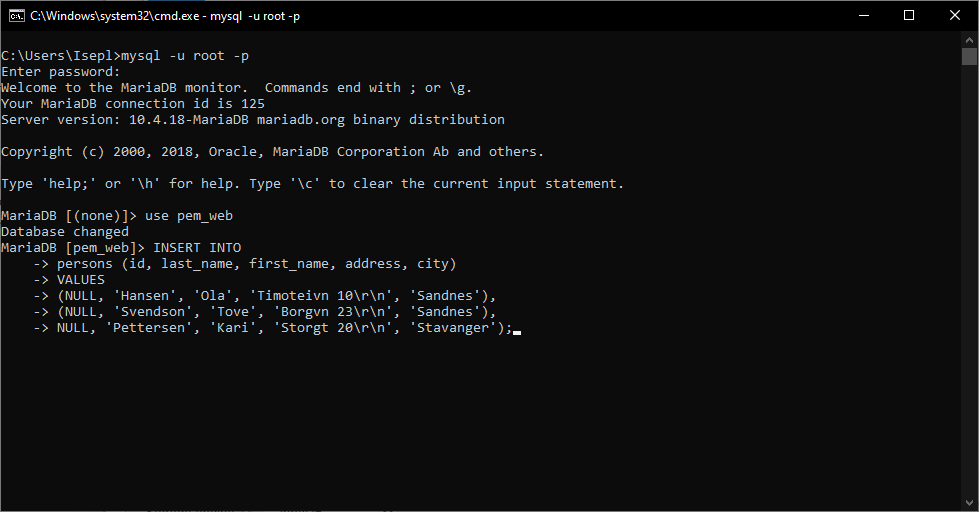 C:\Windows\system32\cmd.exe - mysql  -u root -p
C:\Users\Isepl>mysql -u root -p
Enter password:
Welcome to the MariaDB monitor.  Commands end with ; or \g.
Your MariaDB connection id is 125
Server version: 10.4.18-MariaDB mariadb.org binary distribution
Copyright (c) 2000, 2018, Oracle, MariaDB Corporation Ab and others.
Type 'help;' or '\h' for help. Type '\c' to clear the current input statement.
MariaDB [(none)]> use pem_web
Database changed
MariaDB [pem_web]> INSERT INTO
    -> persons (id, last_name, first_name, address, city)
    -> VALUES
    -> (NULL, 'Hansen', 'Ola', 'Timoteivn 10\r\n', 'Sandnes'),
    -> (NULL, 'Svendson', 'Tove', 'Borgvn 23\r\n', 'Sandnes'),
    -> NULL, 'Pettersen', 'Kari', 'Storgt 20\r\n', 'Stavanger');